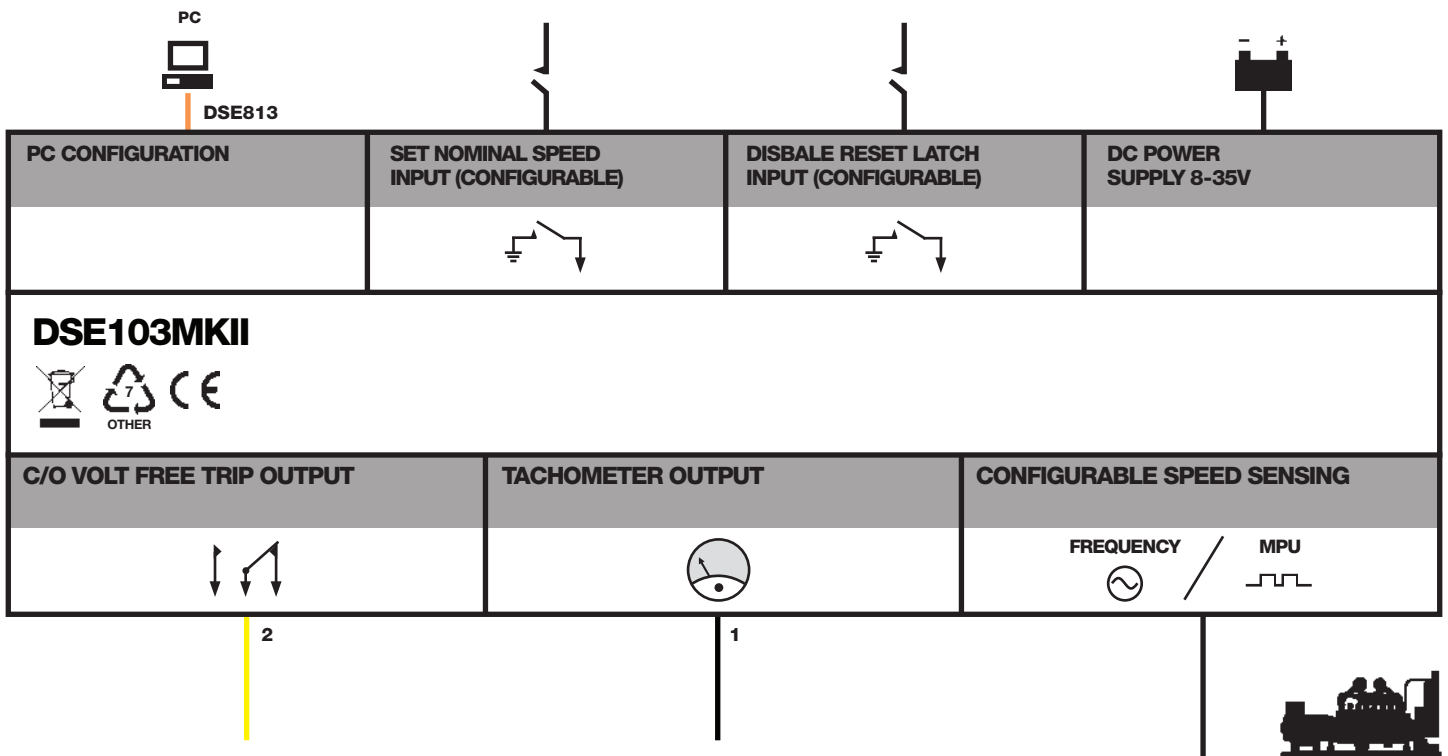 PC
DSE813
- +
PC CONFIGURATION
SET NOMINAL SPEED
INPUT (CONFIGURABLE)
DISBALE RESET LATCH
INPUT (CONFIGURABLE)
DC POWER
SUPPLY 8-35V
DSE103MKII
7
CE
OTHER
C/O VOLT FREE TRIP OUTPUT
TACHOMETER OUTPUT
CONFIGURABLE SPEED SENSING
FREQUENCY / MPU
2
1